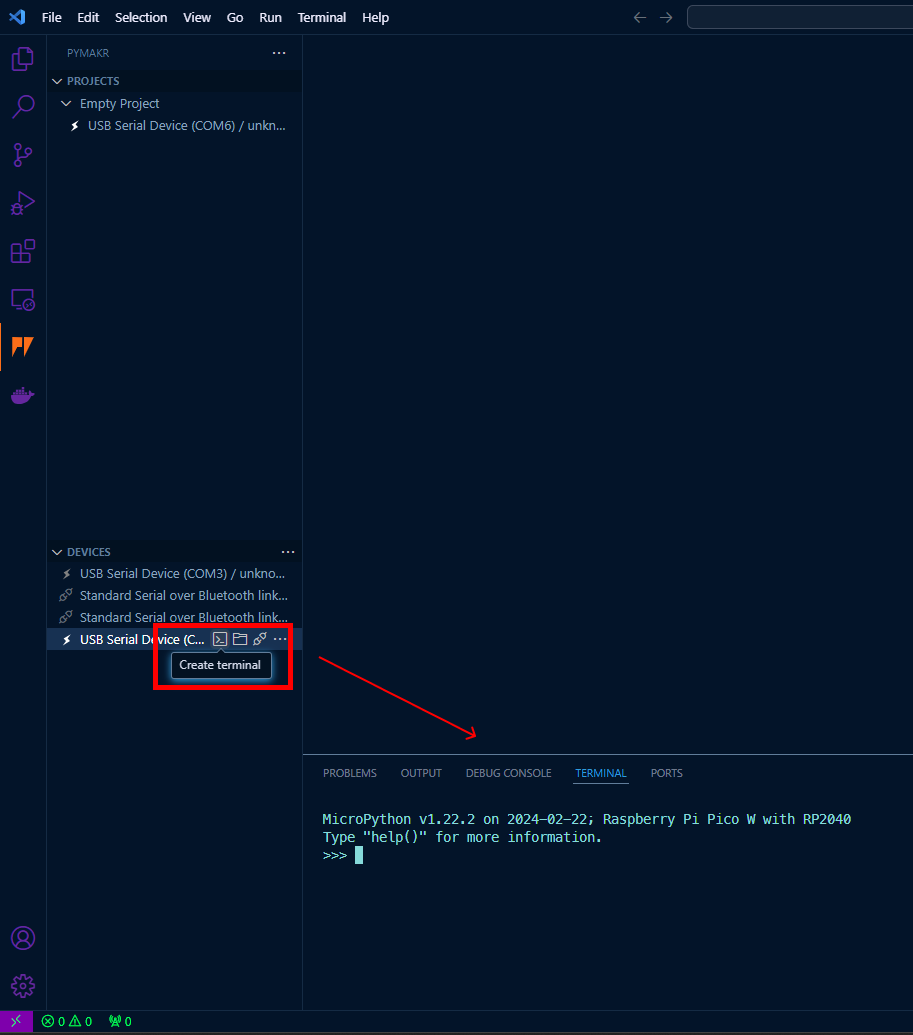 File Edit Selection View Go Run Terminal Help
PYMAKR
PROJECTS
Empty Project
USB Serial Device (COM6) / unkn...
DEVICES
USB Serial Device (COM3) / unkno...
Standard Serial over Bluetooth link...
Standard Serial over Bluetooth link...
USB Serial Device (C...
Create terminal
PROBLEMS OUTPUT DEBUG CONSOLE TERMINAL PORTS
MicroPython v1.22.2 on 2024-02-22; Raspberry Pi Pico W with RP2040
Type "help()" for more information.
>>>
0 0 0